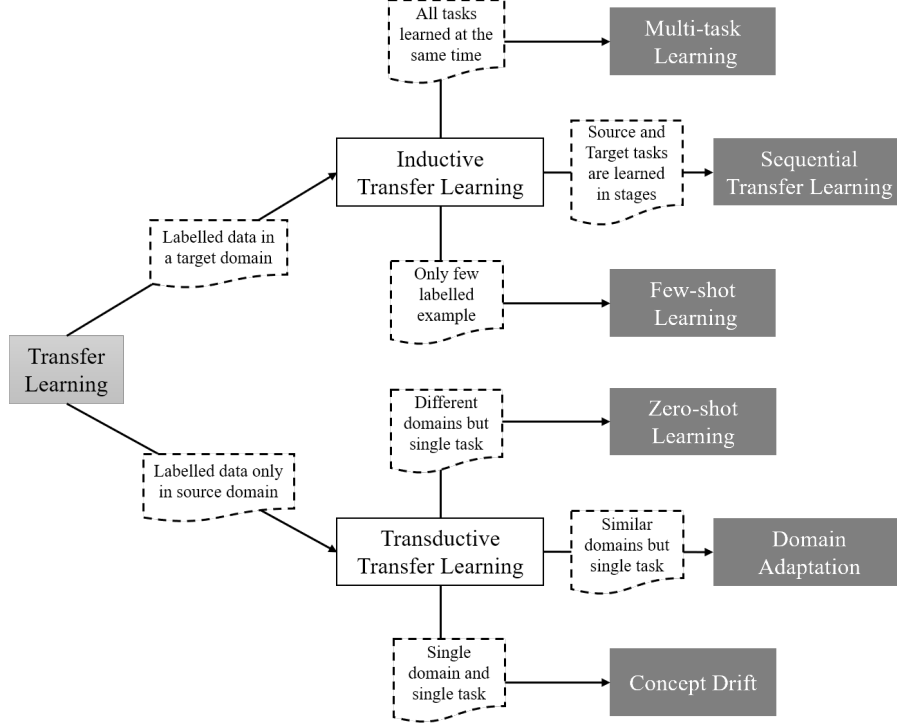 All tasks
learned at the
same time
Multi-task
Learning
Inductive
Transfer Learning
Source and
Target tasks
are learned
in stages
Sequential
Transfer Learning
Labelled data in
a target domain
Only few
labelled
example
Few-shot
Learning
Transfer
Learning
Different
domains but
single task
Zero-shot
Learning
Labelled data only
in source domain
Transductive
Transfer Learning
Similar
domains but
single task
Domain
Adaptation
Single
domain and
single task
Concept Drift